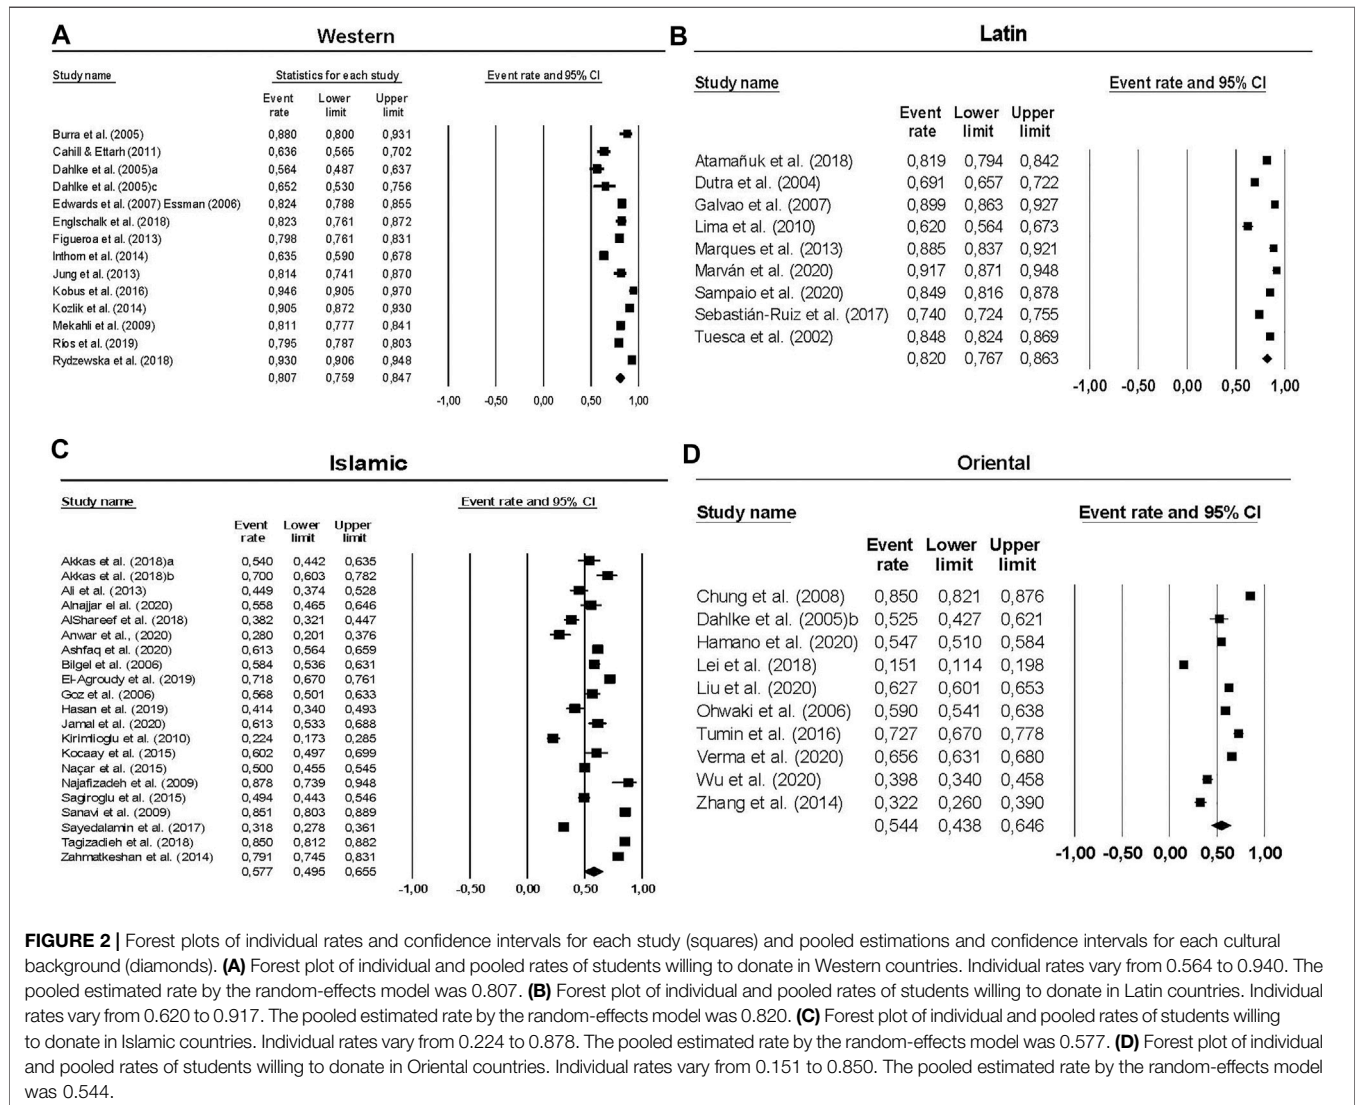 A
Western
Study name Statistics for each study Event rate and 95% CI
Event Lower Upper
rate limit limit
Burra et al. (2005) 0,880 0,800 0,931
Cahill & Ettarh (2011) 0,636 0,565 0,702
Dahlke et al. (2005)a 0,564 0,487 0,637
Dahlke et al. (2005)c 0,652 0,530 0,756
Edwards et al. (2007) Essman (2006) 0,824 0,788 0,855
Englschalk et al. (2018) 0,823 0,761 0,872
Figueroa et al. (2013) 0,798 0,761 0,831
Inthorn et al. (2014) 0,635 0,590 0,678
Jung et al. (2013) 0,814 0,741 0,870
Kobus et al. (2016) 0,946 0,905 0,970
Kozlik et al. (2014) 0,905 0,872 0,930
Mekahli et al. (2009) 0,811 0,777 0,841
Ríos et al. (2019) 0,795 0,787 0,803
Rydzewska et al. (2018) 0,930 0,906 0,948
0,807 0,759 0,847
-1,00 -0,50 0,00 0,50 1,00
B
Latin
Study name Event rate and 95% CI
Event Lower Upper
rate limit limit
Atamañuk et al. (2018) 0,819 0,794 0,842
Dutra et al. (2004) 0,691 0,657 0,722
Galvao et al. (2007) 0,899 0,863 0,927
Lima et al. (2010) 0,620 0,564 0,673
Marques et al. (2013) 0,885 0,837 0,921
Marván et al. (2020) 0,917 0,871 0,948
Sampaio et al. (2020) 0,849 0,816 0,878
Sebastián-Ruiz et al. (2017) 0,740 0,724 0,755
Tuesca et al. (2002) 0,848 0,824 0,869
0,820 0,767 0,863
-1,00 -0,50 0,00 0,50 1,00
C
Islamic
Study name Event rate and 95% CI
Event Lower Upper
rate limit limit
Akkas et al. (2018)a 0,540 0,442 0,635
Akkas et al. (2018)b 0,700 0,603 0,782
Ali et al. (2013) 0,449 0,374 0,528
Alnajjar el al. (2020) 0,558 0,465 0,646
AlShareef et al. (2018) 0,382 0,321 0,447
Anwar et al., (2020) 0,280 0,201 0,376
Ashfaq et al. (2020) 0,613 0,564 0,659
Bilgel et al. (2006) 0,584 0,536 0,631
El-Agroudy et al. (2019) 0,718 0,670 0,761
Goz et al. (2006) 0,568 0,501 0,633
Hasan et al. (2019) 0,414 0,340 0,493
Jamal et al. (2020) 0,613 0,533 0,688
Kirimlioglu et al. (2010) 0,224 0,173 0,285
Kocaay et al. (2015) 0,602 0,497 0,699
Naçar et al. (2015) 0,500 0,455 0,545
Najafizadeh et al. (2009) 0,878 0,739 0,948
Sagiroglu et al. (2015) 0,494 0,443 0,546
Sanavi et al. (2009) 0,851 0,803 0,889
Sayedalamin et al. (2017) 0,318 0,278 0,361
Tagizadieh et al. (2018) 0,850 0,812 0,882
Zahmatkeshan et al. (2014) 0,791 0,745 0,831
0,577 0,495 0,655
-1,00 -0,50 0,00 0,50 1,00
D
Oriental
Study name Event rate and 95% CI
Event Lower Upper
rate limit limit
Chung et al. (2008) 0,850 0,821 0,876
Dahlke et al. (2005)b 0,525 0,427 0,621
Hamano et al. (2020) 0,547 0,510 0,584
Lei et al. (2018) 0,151 0,114 0,198
Liu et al. (2020) 0,627 0,601 0,653
Ohwaki et al. (2006) 0,590 0,541 0,638
Tumin et al. (2016) 0,727 0,670 0,778
Verma et al. (2020) 0,656 0,631 0,680
Wu et al. (2020) 0,398 0,340 0,458
Zhang et al. (2014) 0,322 0,260 0,390
0,544 0,438 0,646
-1,00 -0,50 0,00 0,50 1,00
FIGURE 2 | Forest plots of individual rates and confidence intervals for each study (squares) and pooled estimations and confidence intervals for each cultural
background (diamonds). (A) Forest plot of individual and pooled rates of students willing to donate in Western countries. Individual rates vary from 0.564 to 0.940. The
pooled estimated rate by the random-effects model was 0.807. (B) Forest plot of individual and pooled rates of students willing to donate in Latin countries. Individual
rates vary from 0.620 to 0.917. The pooled estimated rate by the random-effects model was 0.820. (C) Forest plot of individual and pooled rates of students willing
to donate in Islamic countries. Individual rates vary from 0.224 to 0.878. The pooled estimated rate by the random-effects model was 0.577. (D) Forest plot of individual
and pooled rates of students willing to donate in Oriental countries. Individual rates vary from 0.151 to 0.850. The pooled estimated rate by the random-effects model
was 0.544.